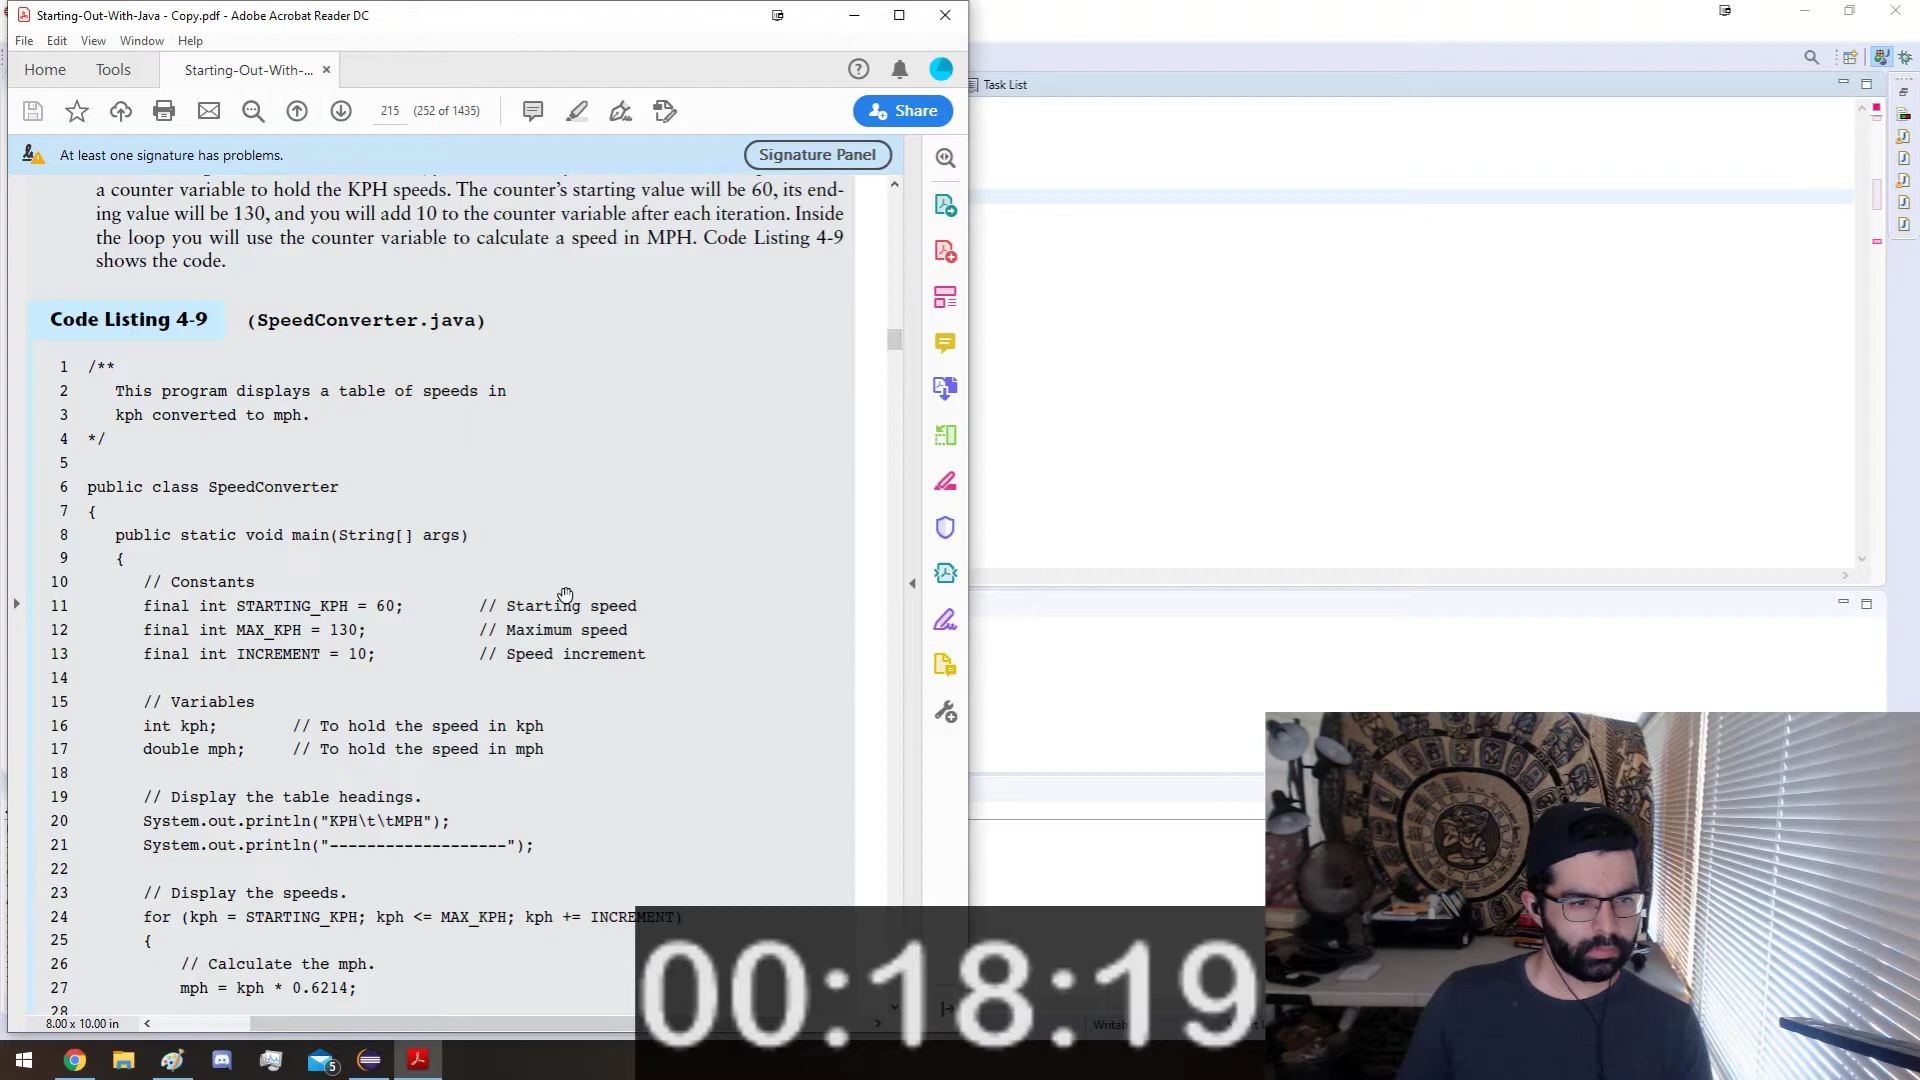 Starting-Out-With-Java - Copy.pdf - Adobe Acrobat Reader DC
File Edit View Window Help
Home Tools Starting-Out-With-...
215 (252 of 1435)
Share
Task List
At least one signature has problems.
Signature Panel
a counter variable to hold the KPH speeds. The counter's starting value will be 60, its end-
ing value will be 130, and you will add 10 to the counter variable after each iteration. Inside
the loop you will use the counter variable to calculate a speed in MPH. Code Listing 4-9
shows the code.
Code Listing 4-9 (SpeedConverter.java)
1 /**
2 This program displays a table of speeds in
3 kph converted to mph.
4 */
5
6 public class SpeedConverter
7 {
8 public static void main(String[] args)
9 {
10 // Constants
11 final int STARTING_KPH = 60; // Starting speed
12 final int MAX_KPH = 130; // Maximum speed
13 final int INCREMENT = 10; // Speed increment
14
15 // Variables
16 int kph; // To hold the speed in kph
17 double mph; // To hold the speed in mph
18
19 // Display the table headings.
20 System.out.println("KPH\t\tMPH");
21 System.out.println("-------------------");
22
23 // Display the speeds.
24 for (kph = STARTING_KPH; kph <= MAX_KPH; kph += INCREMENT)
25 {
26 // Calculate the mph.
27 mph = kph * 0.6214;
28
8.00 x 10.00 in
00:18:19
5